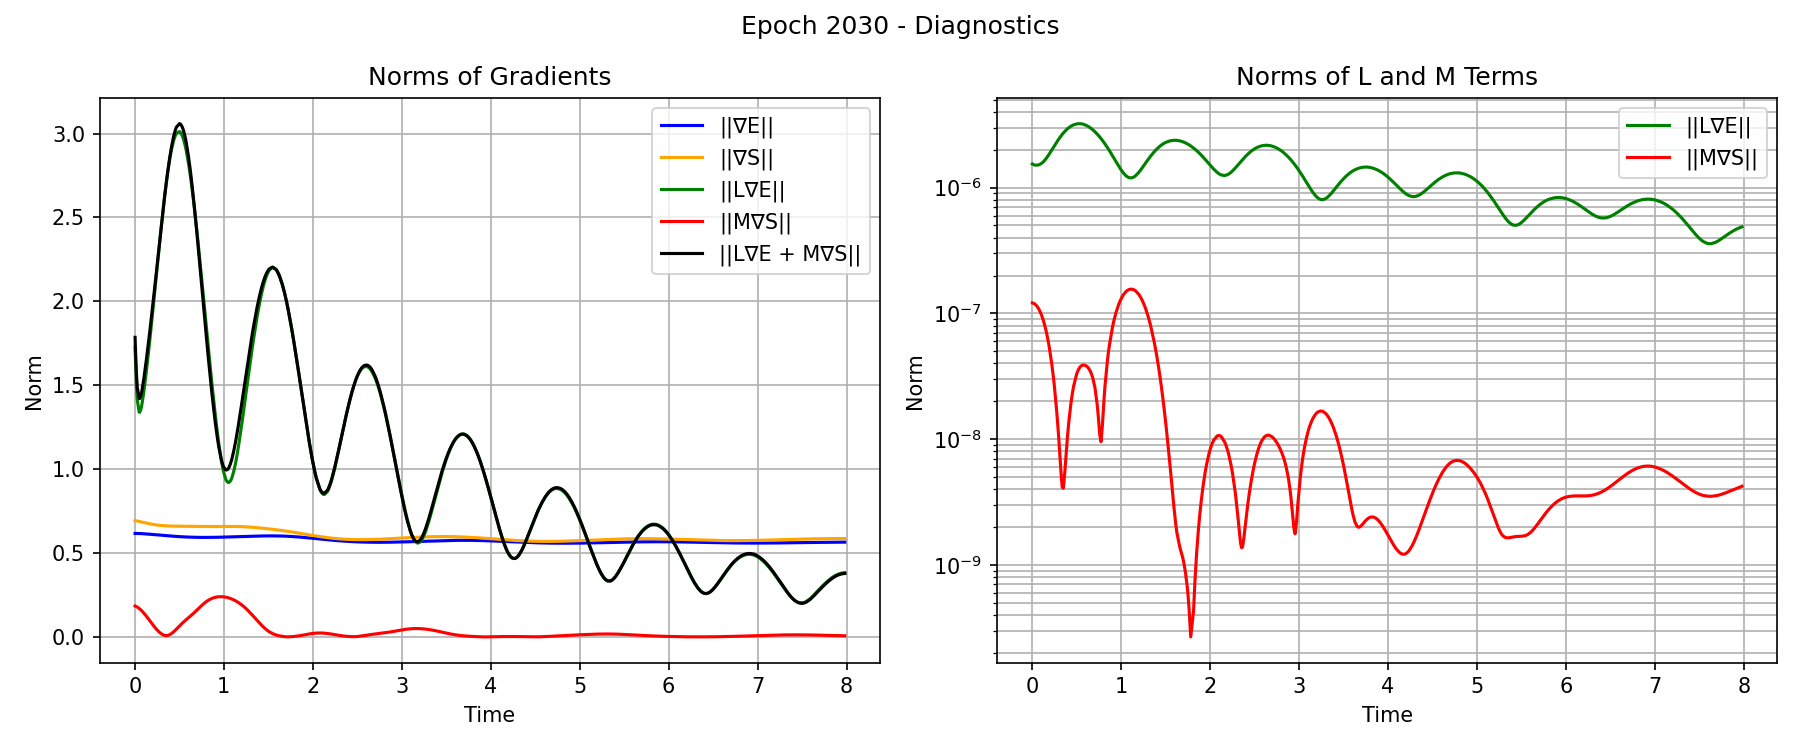 Epoch 2030 - Diagnostics
Norms of Gradients
Norm
3.0
2.5
2.0
1.5
1.0
0.5
0.0
0 1 2 3 4 5 6 7 8
Time
||∇E||
||∇S||
||L∇E||
||M∇S||
||L∇E + M∇S||
Norms of L and M Terms
Norm
10⁻⁶
10⁻⁷
10⁻⁸
10⁻⁹
0 1 2 3 4 5 6 7 8
Time
||L∇E||
||M∇S||